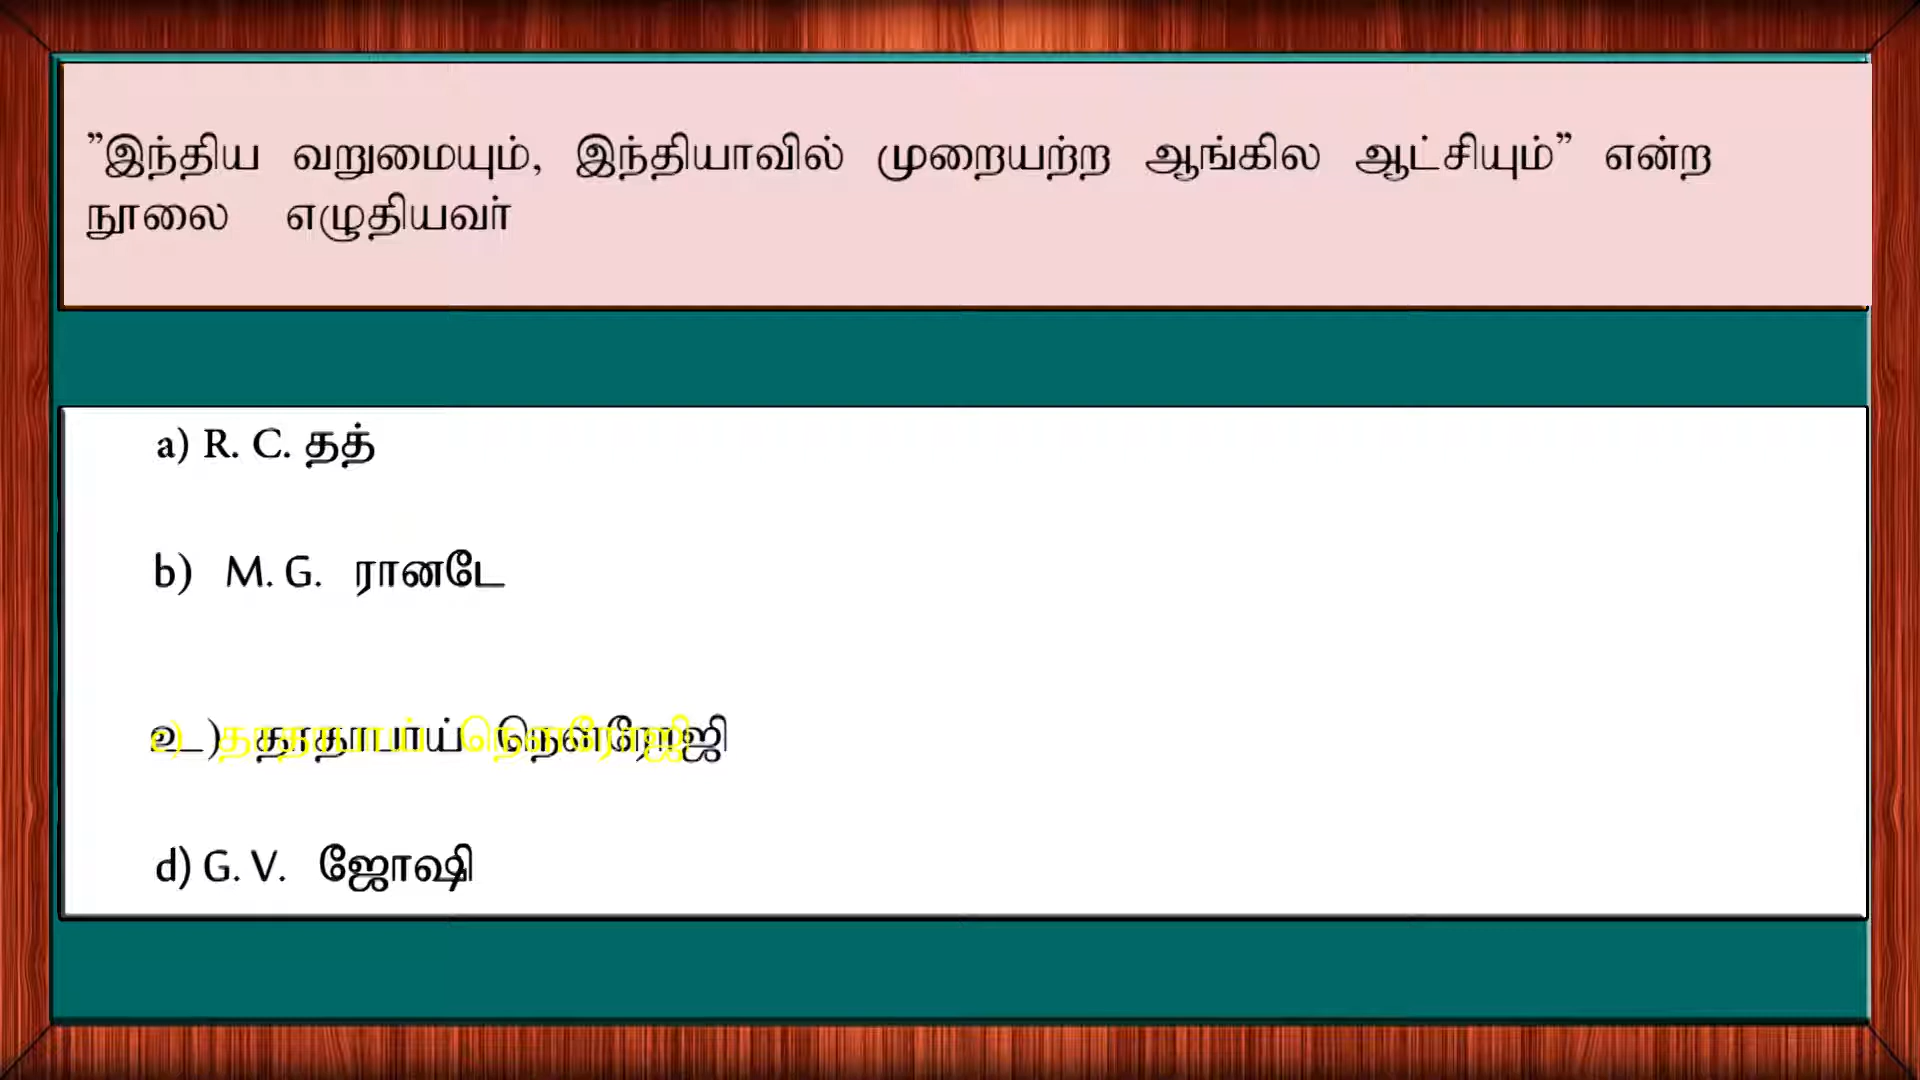 ”இந்திய வறுமையும், இந்தியாவில் முறையற்ற ஆங்கில ஆட்சியும்” என்ற
நூலை எழுதியவர்
a) R. C. தத்
b) M. G. ரானடே
c) தாதாபாய் நௌரோஜி
d) G. V. ஜோஷி